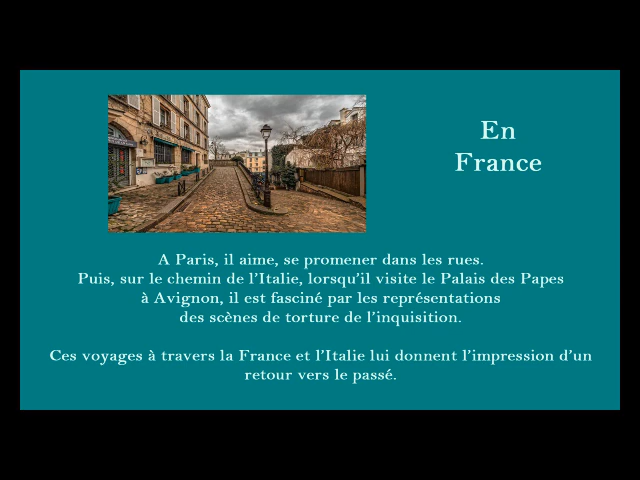 En
France
A Paris, il aime, se promener dans les rues.
Puis, sur le chemin de l'Italie, lorsqu'il visite le Palais des Papes
à Avignon, il est fasciné par les représentations
des scènes de torture de l'inquisition.
Ces voyages à travers la France et l'Italie lui donnent l'impression d'un
retour vers le passé.